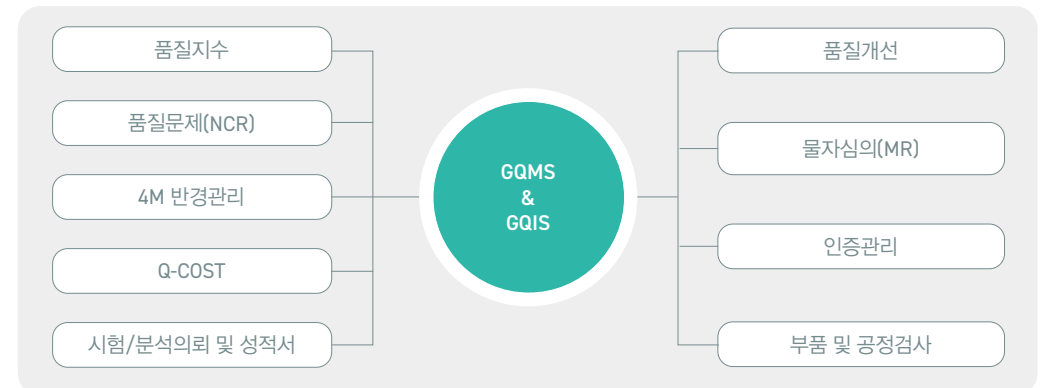 품질지수
품질문제(NCR)
4M 반경관리
Q-COST
시험/분석의뢰 및 성적서
GQMS
&
GQIS
품질개선
물자심의(MR)
인증관리
부품 및 공정검사